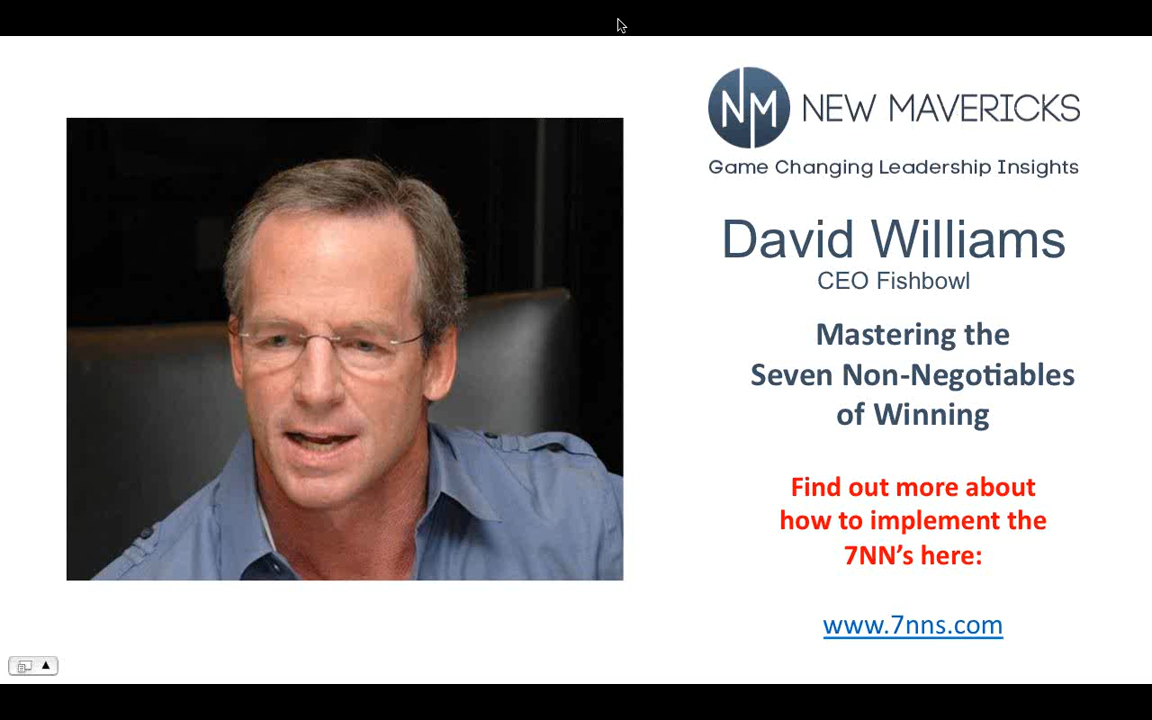 NM NEW MAVERICKS
Game Changing Leadership Insights
David Williams
CEO Fishbowl
Mastering the
Seven Non-Negotiables
of Winning
Find out more about
how to implement the
7NN’s here:
www.7nns.com